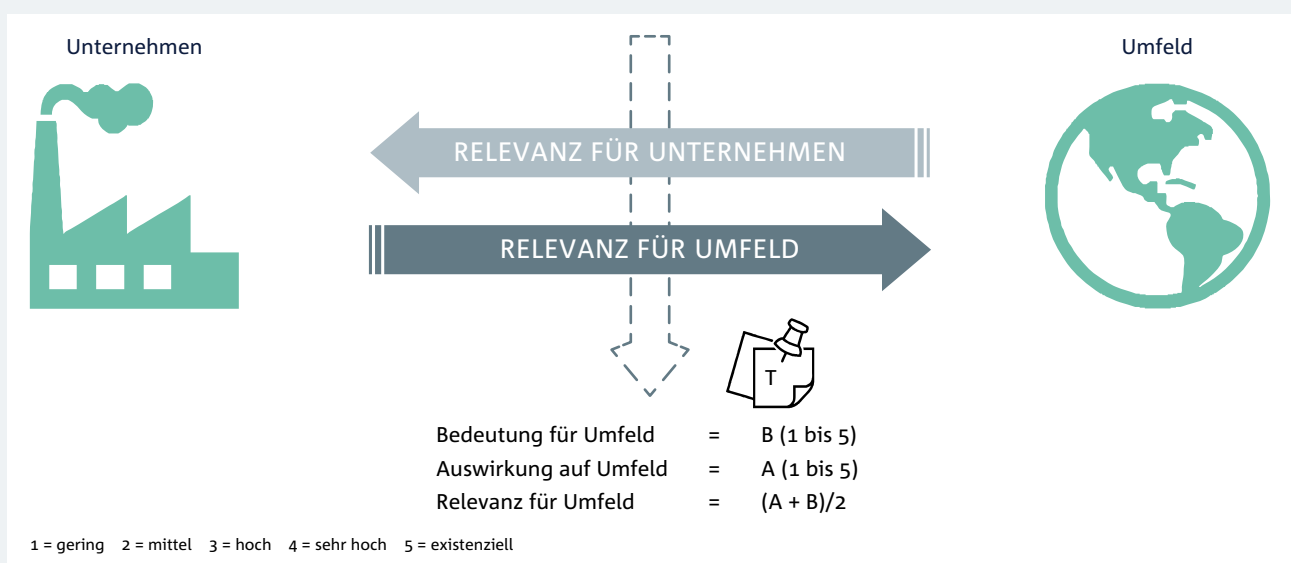 Unternehmen
Umfeld
RELEVANZ FÜR UNTERNEHMEN
RELEVANZ FÜR UMFELD
T
Bedeutung für Umfeld = B (1 bis 5)
Auswirkung auf Umfeld = A (1 bis 5)
Relevanz für Umfeld = (A + B)/2
1 = gering 2 = mittel 3 = hoch 4 = sehr hoch 5 = existenziell